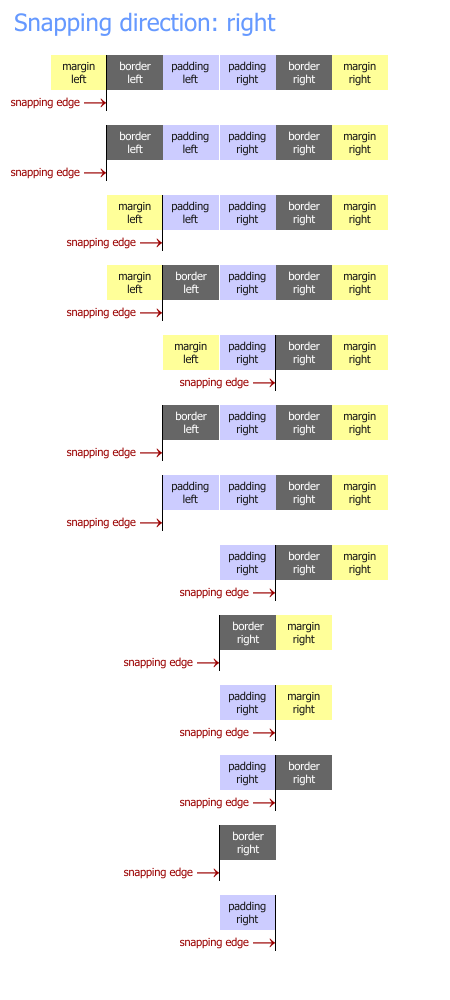 Snapping direction: right
margin border padding padding border margin
left left left right right right
snapping edge
border padding padding border margin
left left right right right
snapping edge
margin padding padding border margin
left left right right right
snapping edge
margin border padding border margin
left left right right right
snapping edge
margin padding border margin
left right right right
snapping edge
border padding border margin
left right right right
snapping edge
padding padding border margin
left right right right
snapping edge
padding border margin
right right right
snapping edge
border margin
right right
snapping edge
padding margin
right right
snapping edge
padding border
right right
snapping edge
border
right
snapping edge
padding
right
snapping edge